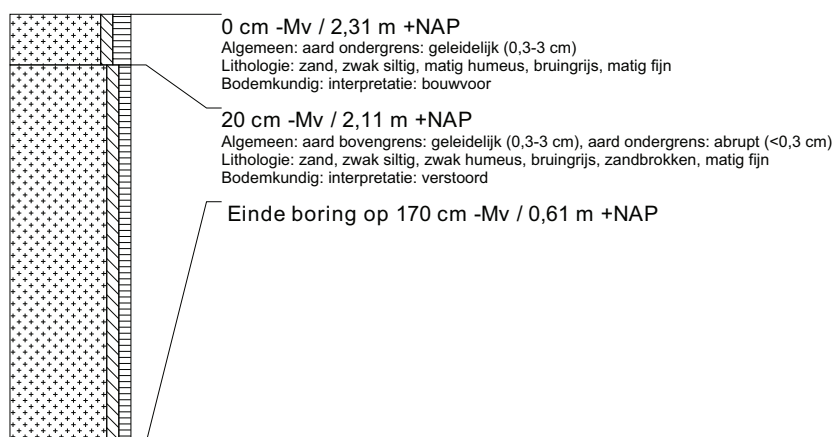 0 cm -Mv / 2,31 m +NAP
Algemeen: aard ondergrens: geleidelijk (0,3-3 cm)
Lithologie: zand, zwak siltig, matig humeus, bruingrijs, matig fijn
Bodemkundig: interpretatie: bouwvoor
20 cm -Mv / 2,11 m +NAP
Algemeen: aard bovengrens: geleidelijk (0,3-3 cm), aard ondergrens: abrupt (<0,3 cm)
Lithologie: zand, zwak siltig, zwak humeus, bruingrijs, zandbrokken, matig fijn
Bodemkundig: interpretatie: verstoord
Einde boring op 170 cm -Mv / 0,61 m +NAP